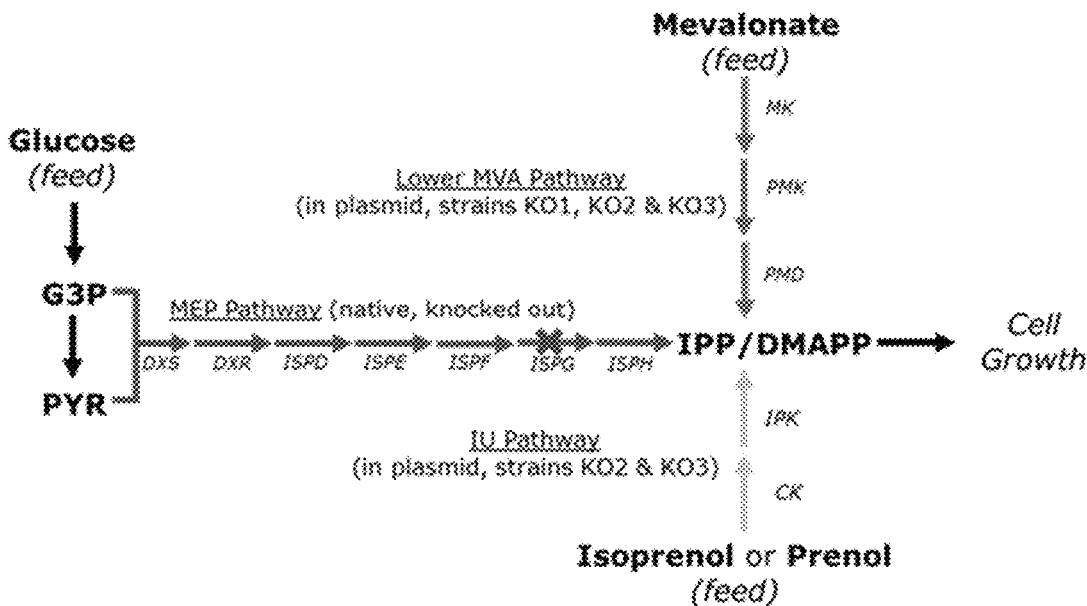 Mevalonate
(feed)
MK
Glucose
(feed)
Lower MVA Pathway
(in plasmid, strains KO1, KO2 & KO3)
PMK
PMD
G3P
MEP Pathway (native, knocked out)
DXS DXR ISPD ISPE ISPF ISPG ISPH
IPP/DMAPP
Cell
Growth
PYR
IU Pathway
(in plasmid, strains KO2 & KO3)
IPK
CK
Isoprenol or Prenol
(feed)